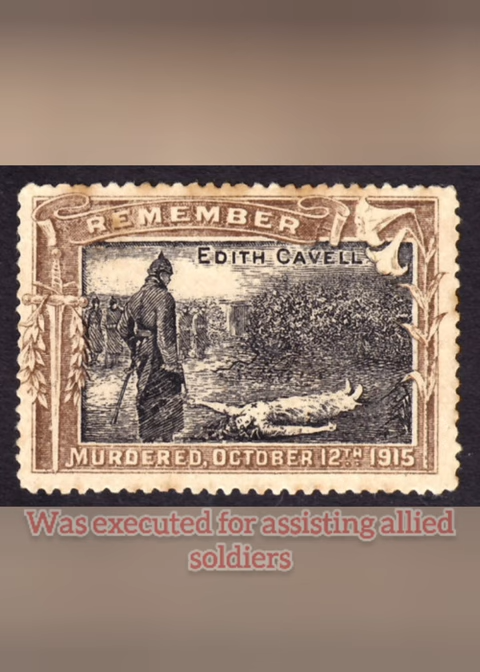 REMEMBER
EDITH CAVELL
MURDERED, OCTOBER 12TH 1915
Was executed for assisting allied
soldiers